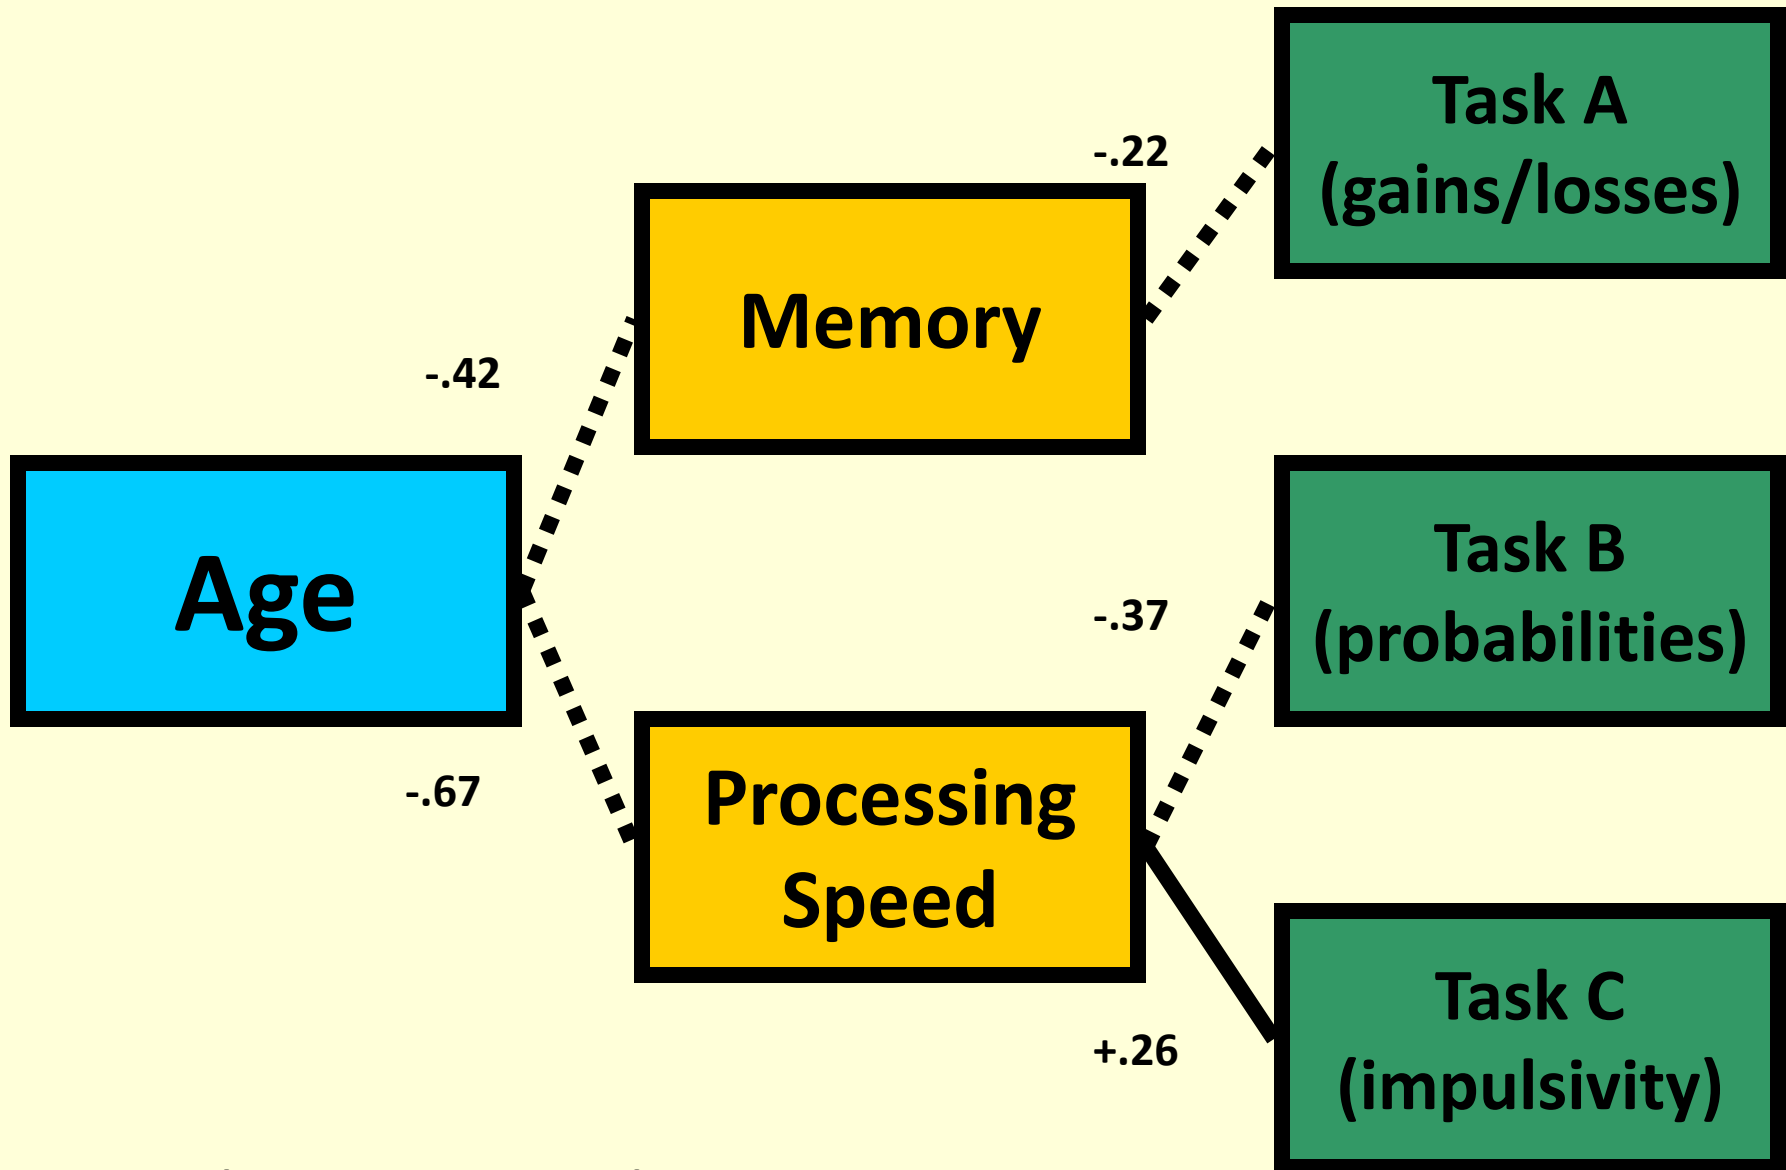 Task A
(gains/losses)
-.22
Memory
-.42
Age
Task B
(probabilities)
-.37
-.67
Processing
Speed
Task C
(impulsivity)
+.26